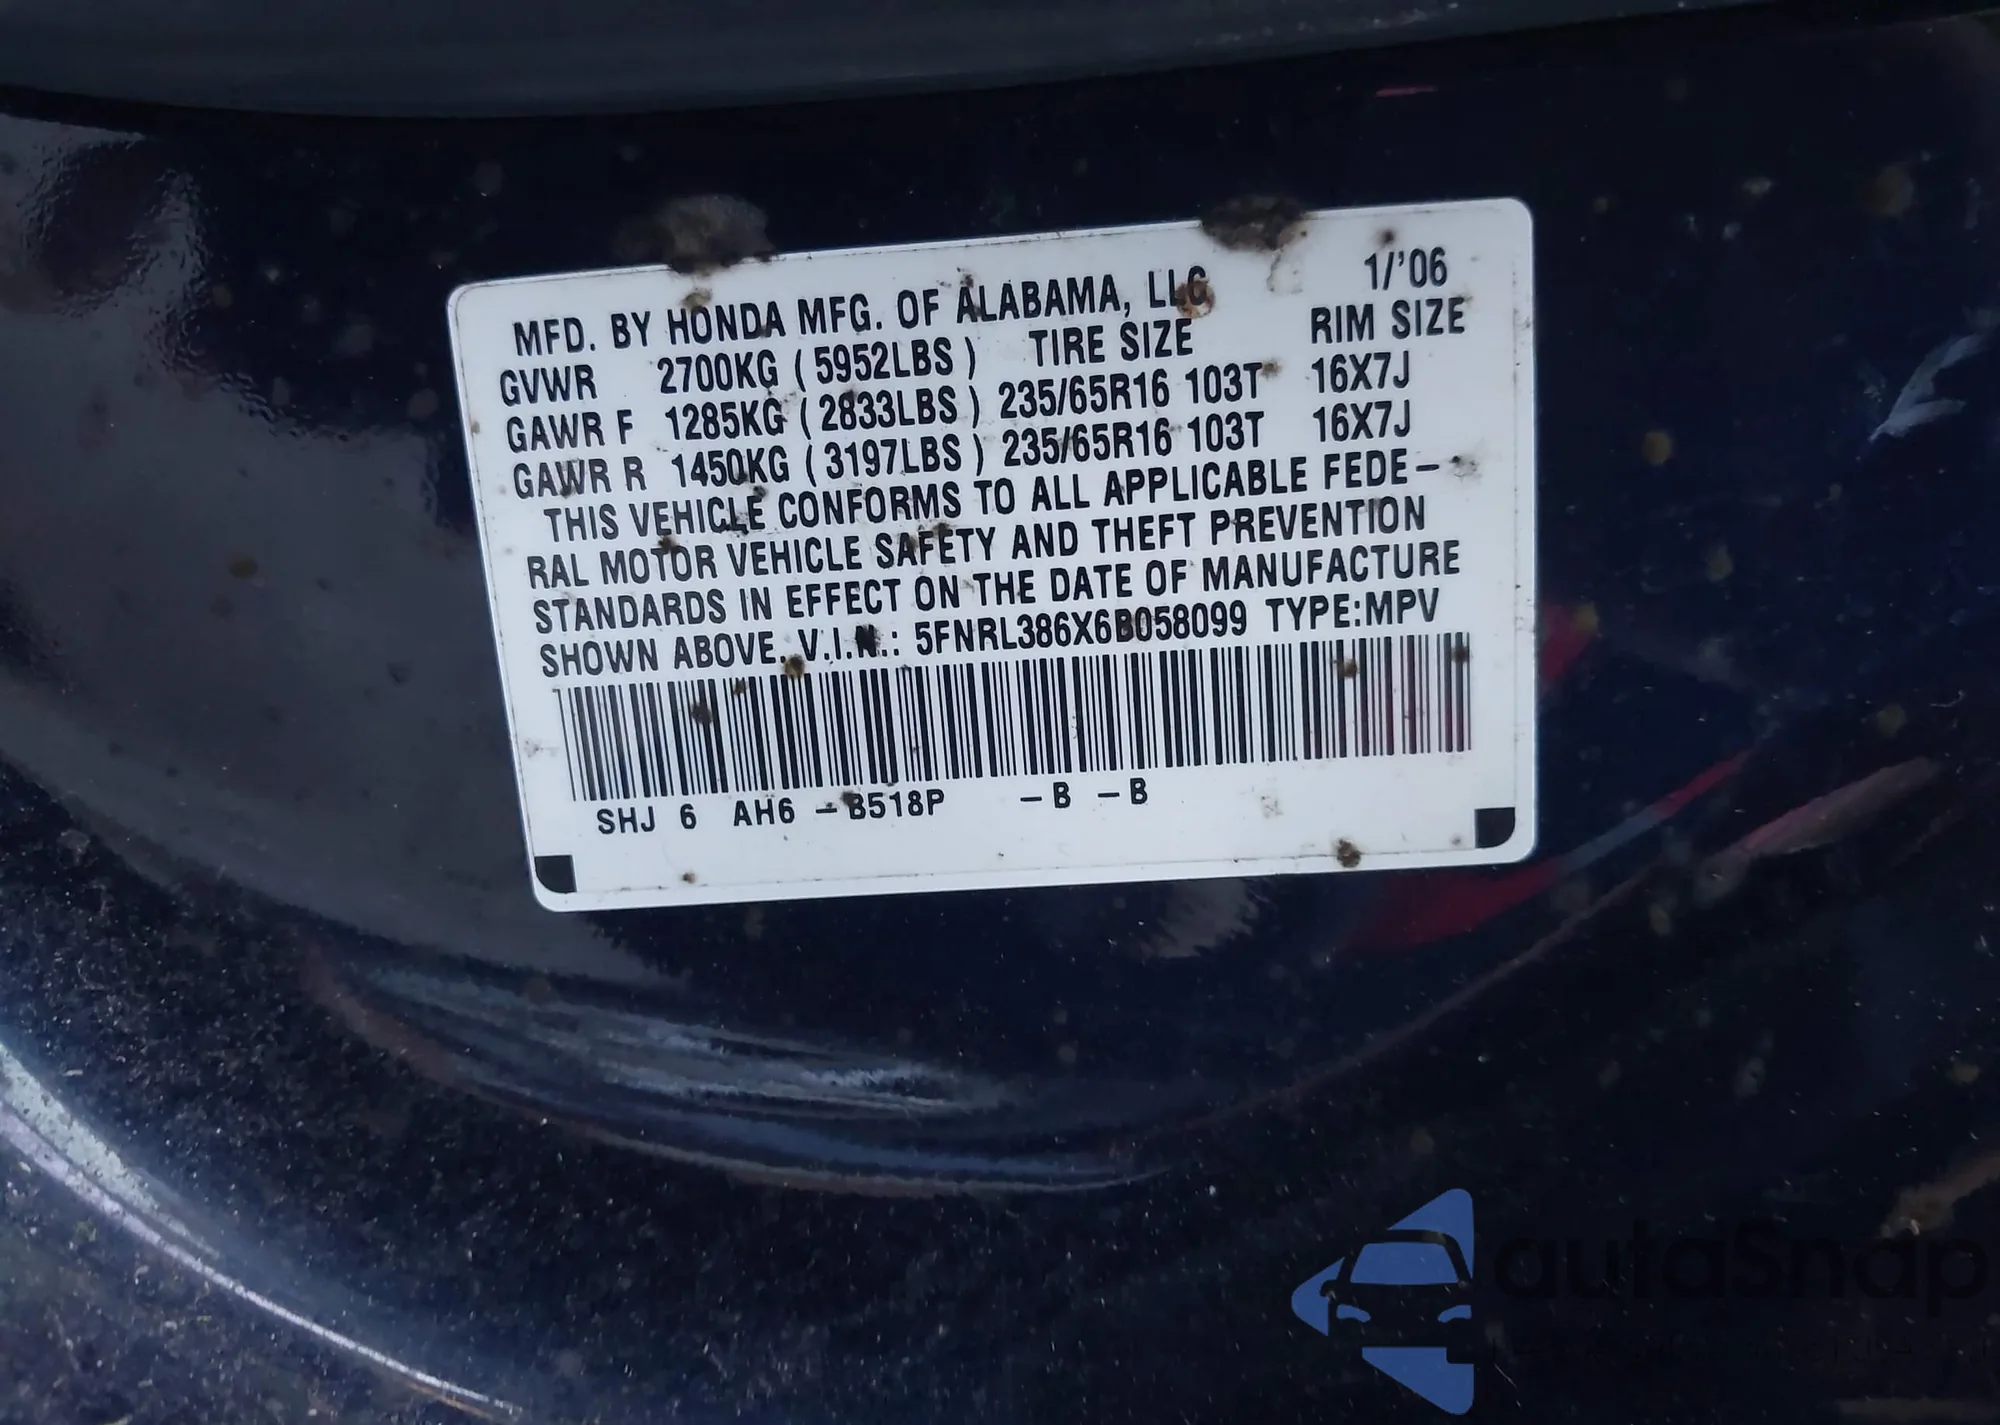 MFD. BY HONDA MFG. OF ALABAMA, LLC 1/'06
GVWR 2700KG (5952LBS) TIRE SIZE RIM SIZE
GAWR F 1285KG (2833LBS) 235/65R16 103T 16X7J
GAWR R 1450KG (3197LBS) 235/65R16 103T 16X7J
THIS VEHICLE CONFORMS TO ALL APPLICABLE FEDE-
RAL MOTOR VEHICLE SAFETY AND THEFT PREVENTION
STANDARDS IN EFFECT ON THE DATE OF MANUFACTURE
SHOWN ABOVE. V.I.N.: 5FNRL386X6B058099 TYPE:MPV
SHJ 6 AH6 -B518P -B -B
autaSnap